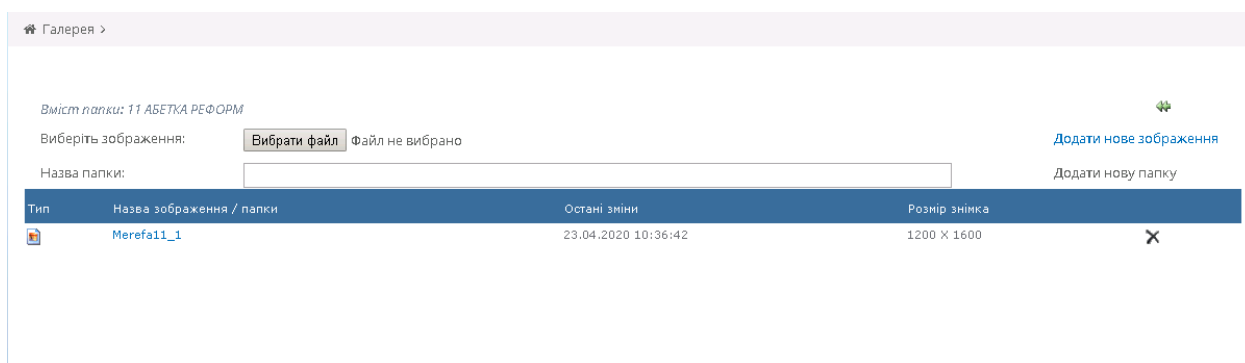 Галерея >
Вміст папки: 11 АБЕТКА РЕФОРМ
Виберіть зображення: Вибрати файл Файл не вибрано Додати нове зображення
Назва папки: Додати нову папку
Тип Назва зображення / папки Остані зміни Розмір знімка
Merefa11_1 23.04.2020 10:36:42 1200 X 1600